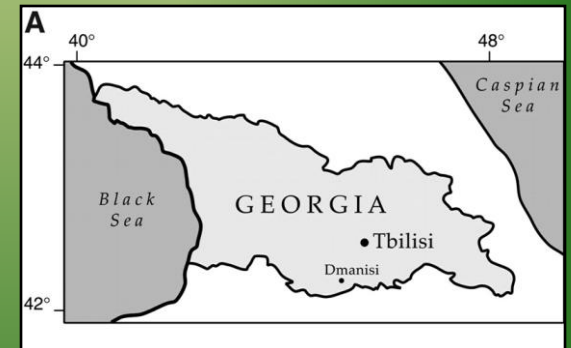 A
40°
48°
44°
Caspian
Sea
Black
Sea
GEORGIA
Tbilisi
Dmanisi
42°